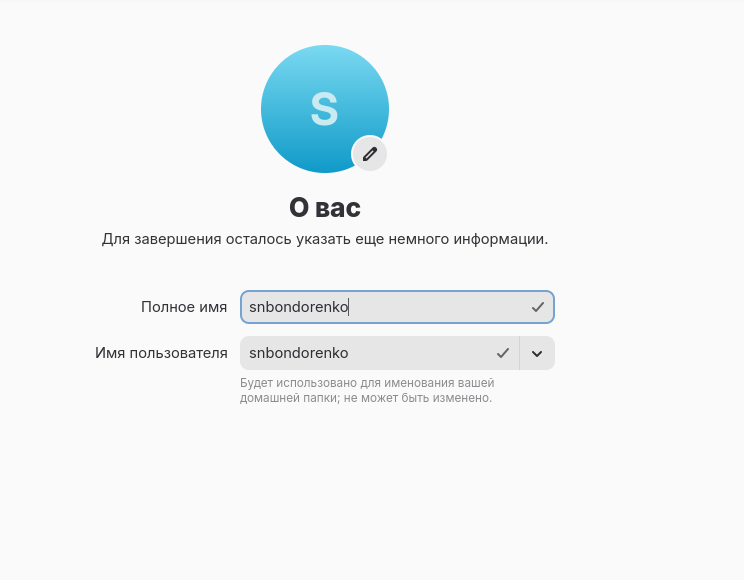 S
О вас
Для завершения осталось указать еще немного информации.
Полное имя snbondorenko
Имя пользователя snbondorenko
Будет использовано для именования вашей
домашней папки; не может быть изменено.